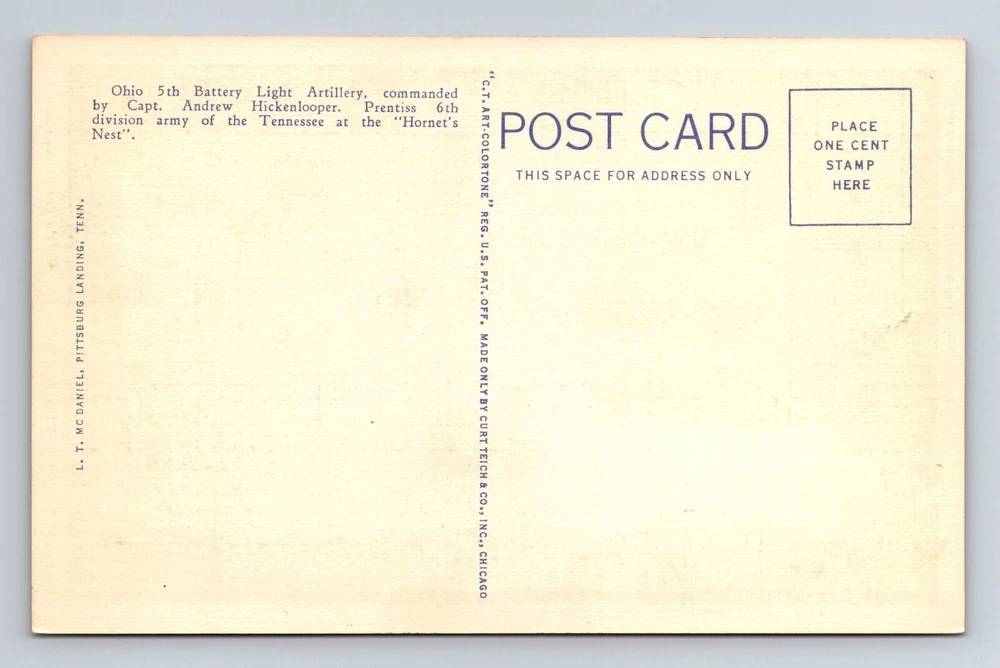 Ohio 5th Battery Light Artillery, commanded
by Capt. Andrew Hickenlooper. Prentiss 6th
division army of the Tennessee at the "Hornet's
Nest".
L. T. MC DANIEL, PITTSBURG LANDING, TENN.
"C.T. ART-COLORTONE" REG. U.S. PAT. OFF. MADE ONLY BY CURT TEICH & CO., INC., CHICAGO
POST CARD
THIS SPACE FOR ADDRESS ONLY
PLACE
ONE CENT
STAMP
HERE